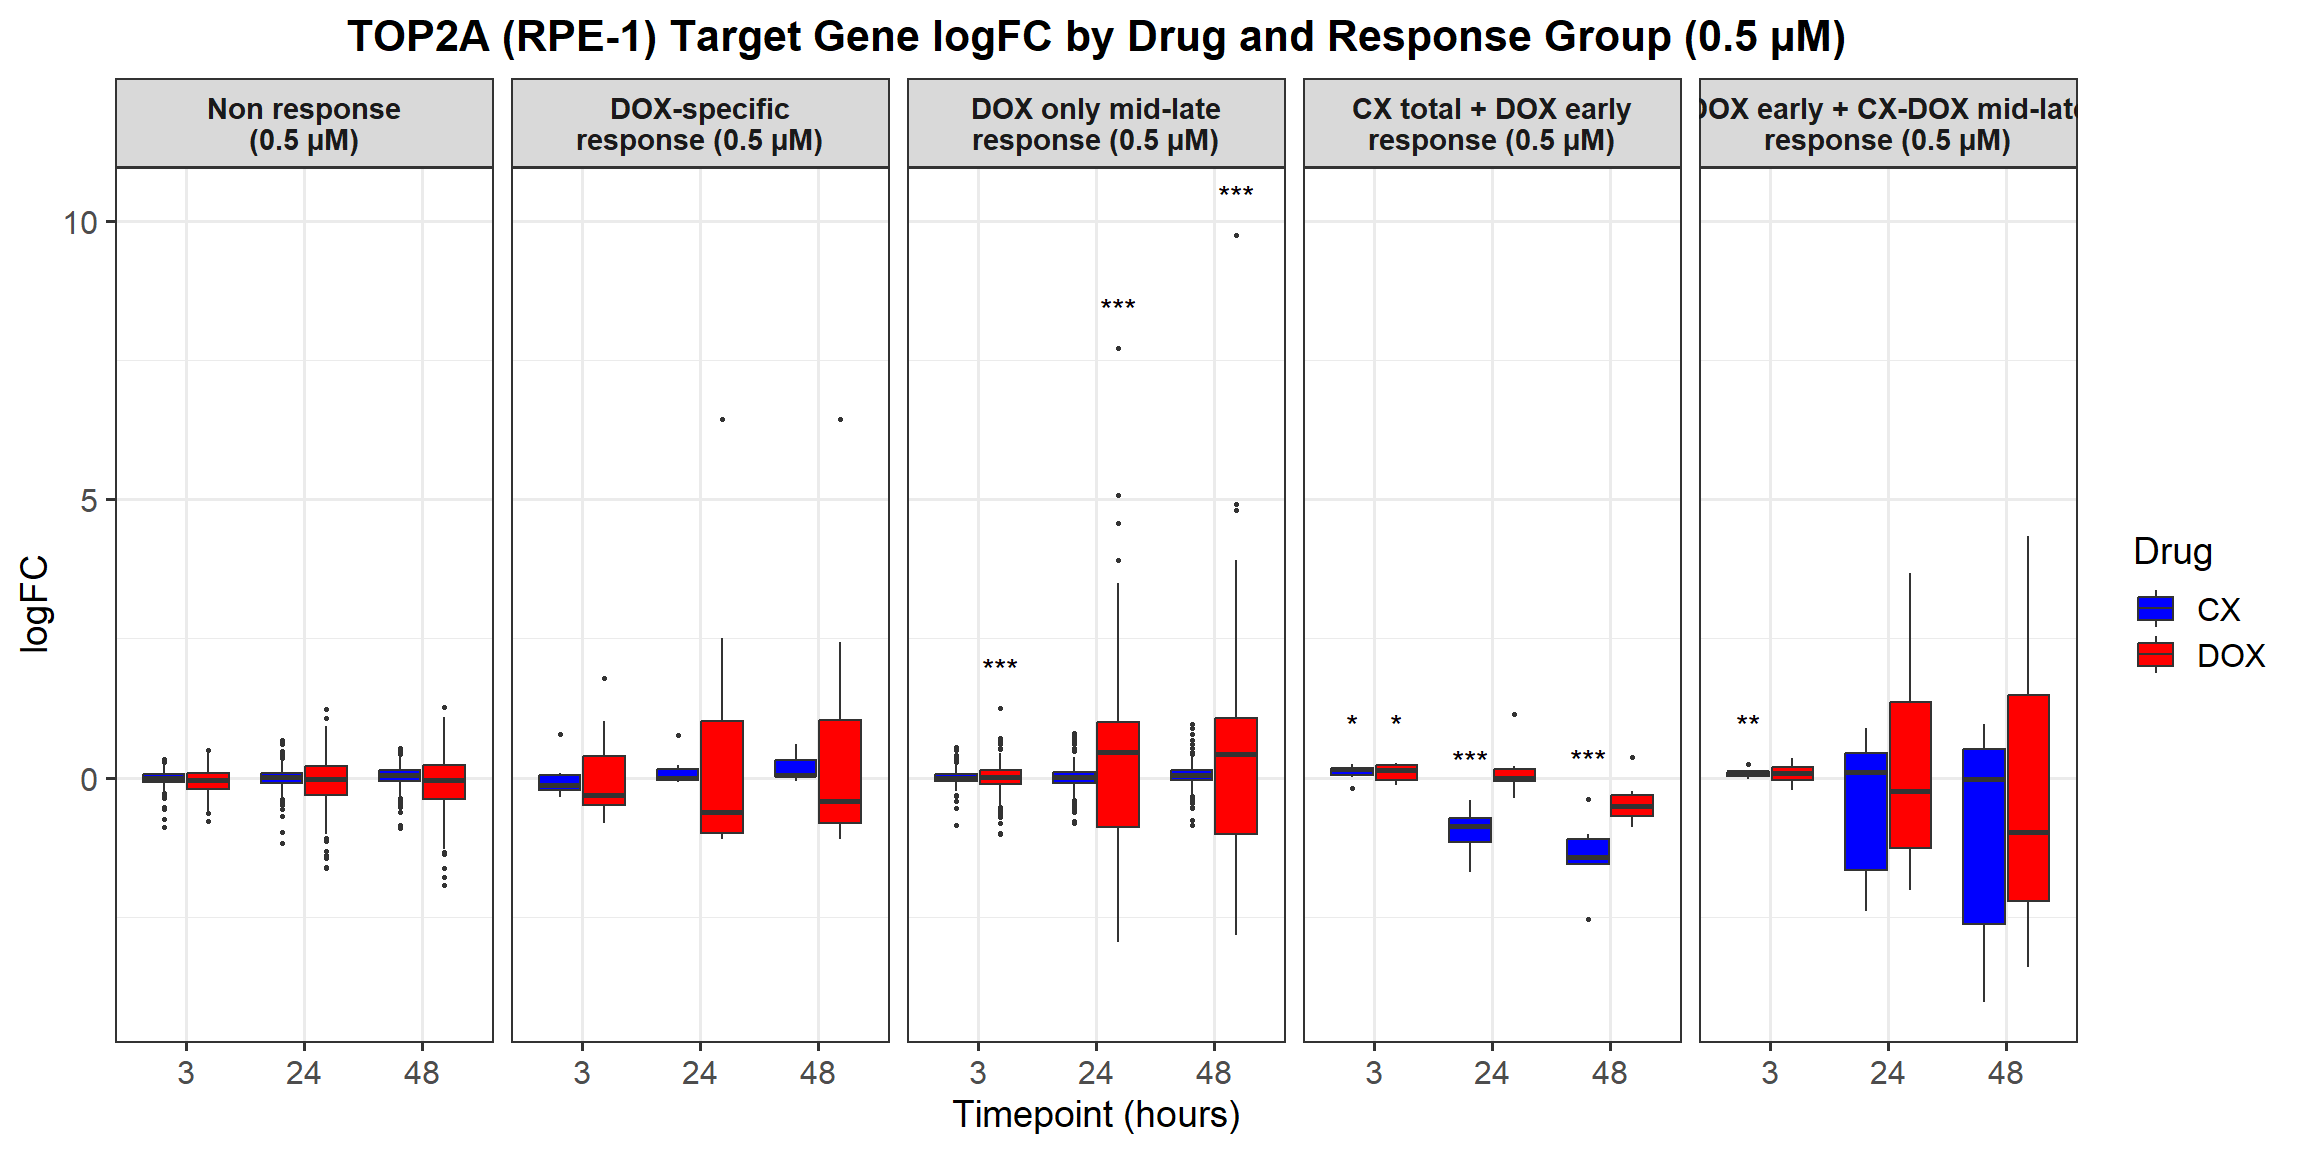 TOP2A (RPE-1) Target Gene logFC by Drug and Response Group (0.5 µM)
Non response
(0.5 µM)
DOX-specific
response (0.5 µM)
DOX only mid-late
response (0.5 µM)
CX total + DOX early
response (0.5 µM)
DOX early + CX-DOX mid-late
response (0.5 µM)
10
5
0
logFC
***
***
***
*
*
***
***
**
3
24
48
3
24
48
3
24
48
3
24
48
3
24
48
Timepoint (hours)
Drug
CX
DOX